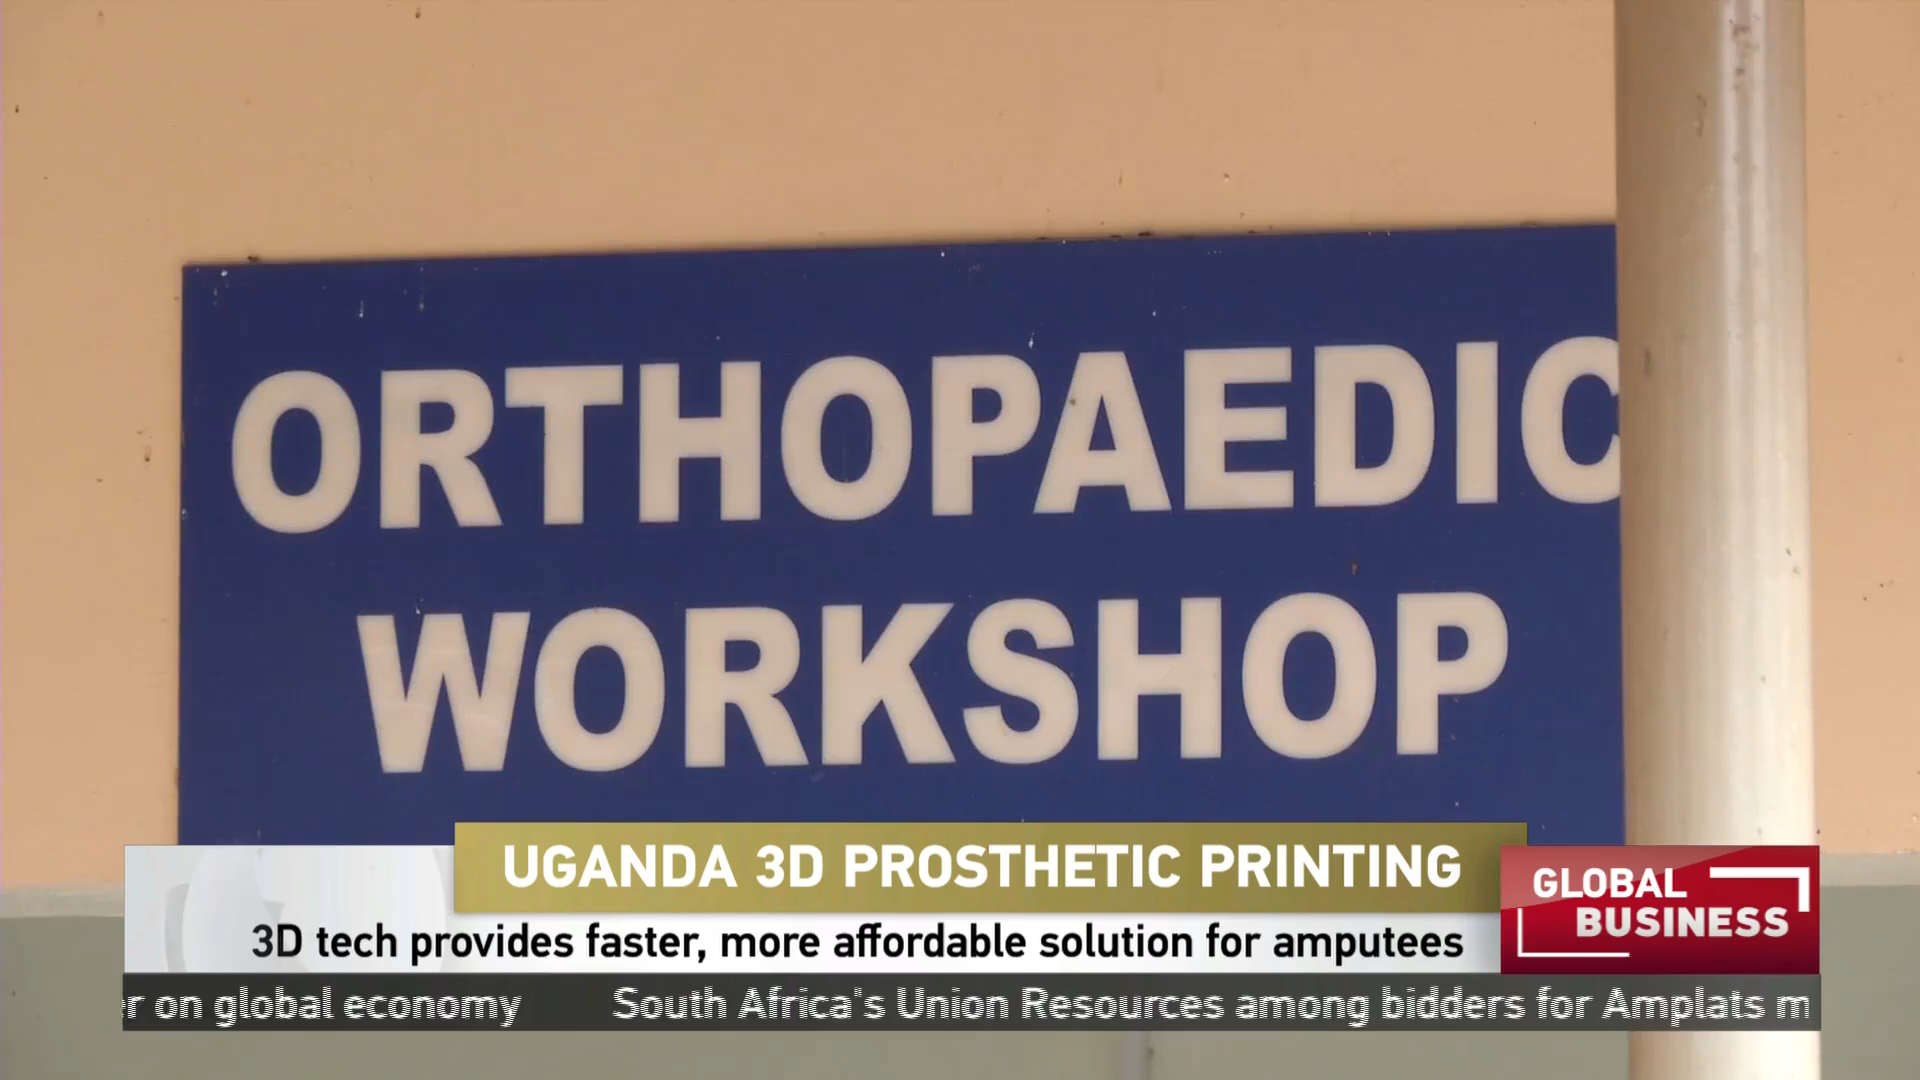 ORTHOPAEDIC
WORKSHOP
UGANDA 3D PROSTHETIC PRINTING
3D tech provides faster, more affordable solution for amputees
GLOBAL
BUSINESS
on global economy South Africa's Union Resources among bidders for Amplats